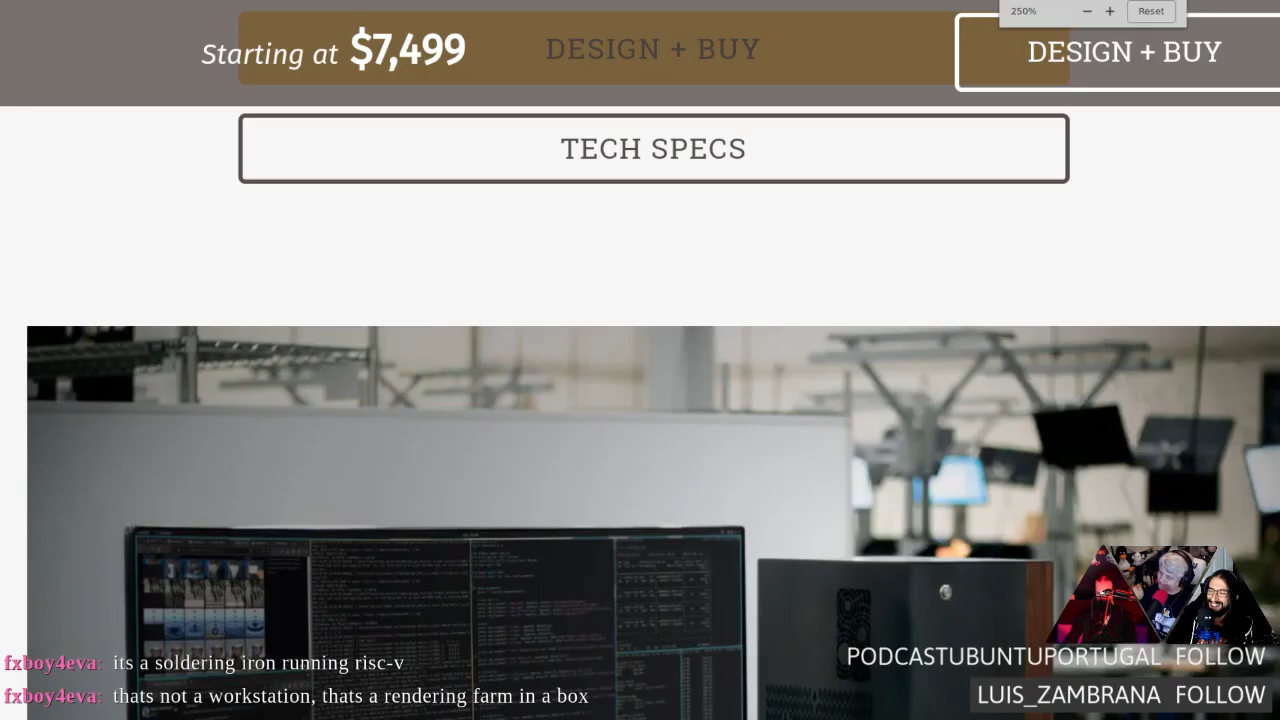 250%
Reset
Starting at $7,499
DESIGN + BUY
DESIGN + BUY
TECH SPECS
fxboy4eva: its a soldering iron running risc-v
fxboy4eva: thats not a workstation, thats a rendering farm in a box
PODCASTUBUNTUPORTUGAL FOLLOW
LUIS_ZAMBRANA FOLLOW